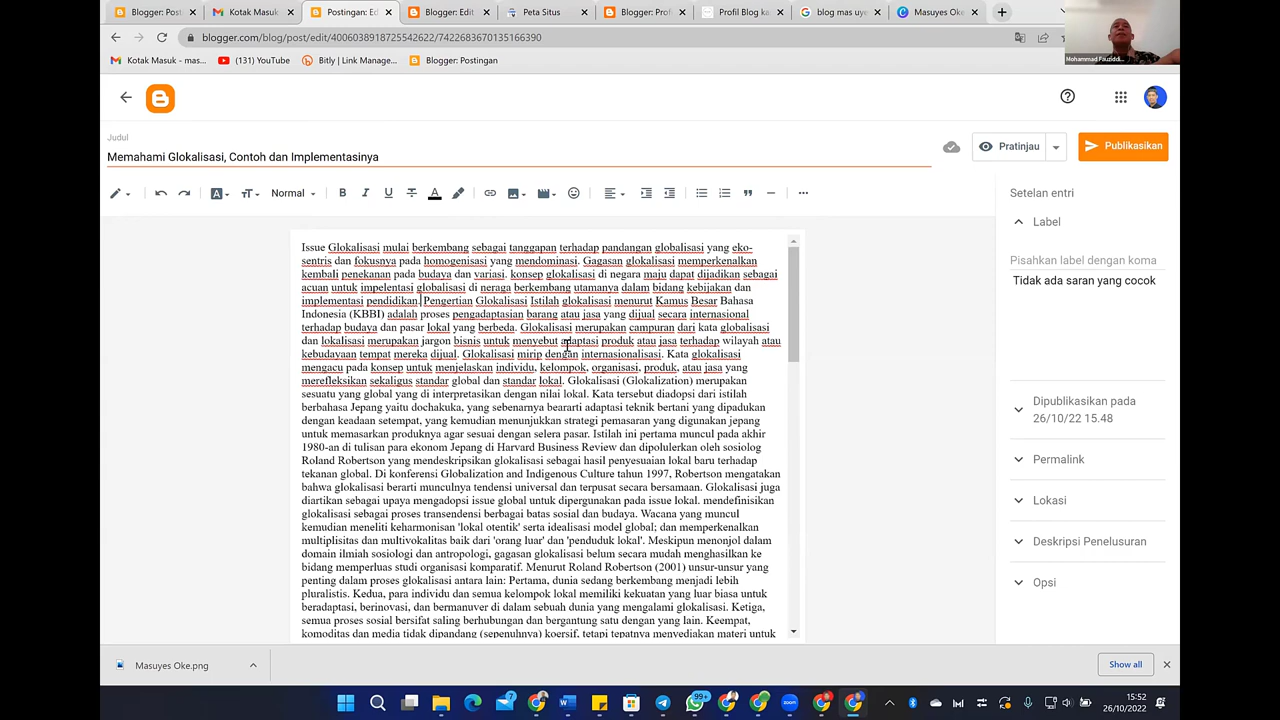 Blogger: Post
Kotak Masuk
Postingan: Ed
Blogger: Edit
Peta Situs
Blogger: Prof
Profil Blog ka
blog mas uye
Masuyes Oke
blogger.com/blog/post/edit/4006038918725542652/7422683670135166390
Kotak Masuk - mas...
(131) YouTube
Bitly | Link Manage...
Blogger: Postingan
Judul
Memahami Glokalisasi, Contoh dan Implementasinya
Pratinjau
Publikasikan
Normal
Issue Glokalisasi mulai berkembang sebagai tanggapan terhadap pandangan globalisasi yang eko-
sentris dan fokusnya pada homogenisasi yang mendominasi. Gagasan glokalisasi memperkenalkan
kembali penekanan pada budaya dan variasi. konsep glokalisasi di negara maju dapat dijadikan sebagai
acuan untuk impelentasi globalisasi di neraga berkembang utamanya dalam bidang kebijakan dan
implementasi pendidikan. Pengertian Glokalisasi Istilah glokalisasi menurut Kamus Besar Bahasa
Indonesia (KBBI) adalah proses pengadaptasian barang atau jasa yang dijual secara internasional
terhadap budaya dan pasar lokal yang berbeda. Glokalisasi merupakan campuran dari kata globalisasi
dan lokalisasi merupakan jargon bisnis untuk menyebut adaptasi produk atau jasa terhadap wilayah atau
kebudayaan tempat mereka dijual. Glokalisasi mirip dengan internasionalisasi. Kata glokalisasi
mengacu pada konsep untuk menjelaskan individu, kelompok, organisasi, produk, atau jasa yang
merefleksikan sekaligus standar global dan standar lokal. Glokalisasi (Glokalization) merupakan
sesuatu yang global yang di interpretasikan dengan nilai lokal. Kata tersebut diadopsi dari istilah
berbahasa Jepang yaitu dochakuka, yang sebenarnya beararti adaptasi teknik bertani yang dipadukan
dengan keadaan setempat, yang kemudian menunjukkan strategi pemasaran yang digunakan jepang
untuk memasarkan produknya agar sesuai dengan selera pasar. Istilah ini pertama muncul pada akhir
1980-an di tulisan para ekonom Jepang di Harvard Business Review dan dipolulerkan oleh sosiolog
Roland Robertson yang mendeskripsikan glokalisasi sebagai hasil penyesuaian lokal baru terhadap
tekanan global. Di konferensi Globalization and Indigenous Culture tahun 1997, Robertson mengatakan
bahwa glokalisasi berarti munculnya tendensi universal dan terpusat secara bersamaan. Glokalisasi juga
diartikan sebagai upaya mengadopsi issue global untuk dipergunakan pada issue lokal. mendefinisikan
glokalisasi sebagai proses transendensi berbagai batas sosial dan budaya. Wacana yang muncul
kemudian meneliti keharmonisan 'lokal otentik' serta idealisasi model global; dan memperkenalkan
multiplisitas dan multivokalitas baik dari 'orang luar' dan 'penduduk lokal'. Meskipun menonjol dalam
domain ilmiah sosiologi dan antropologi, gagasan glokalisasi belum secara mudah menghasilkan ke
bidang memperluas studi organisasi komparatif. Menurut Roland Robertson (2001) unsur-unsur yang
penting dalam proses glokalisasi antara lain: Pertama, dunia sedang berkembang menjadi lebih
pluralistis. Kedua, para individu dan semua kelompok lokal memiliki kekuatan yang luar biasa untuk
beradaptasi, berinovasi, dan bermanuver di dalam sebuah dunia yang mengalami glokalisasi. Ketiga,
semua proses sosial bersifat saling berhubungan dan bergantung satu dengan yang lain. Keempat,
komoditas dan media tidak dipandang (sepenuhnya) koersif, tetapi tepatnya menyediakan materi untuk
Setelan entri
Label
Pisahkan label dengan koma
Tidak ada saran yang cocok
Dipublikasikan pada
26/10/22 15.48
Permalink
Lokasi
Deskripsi Penelusuran
Opsi
Masuyes Oke.png
Show all
99+
zoom
15:52
26/10/2022